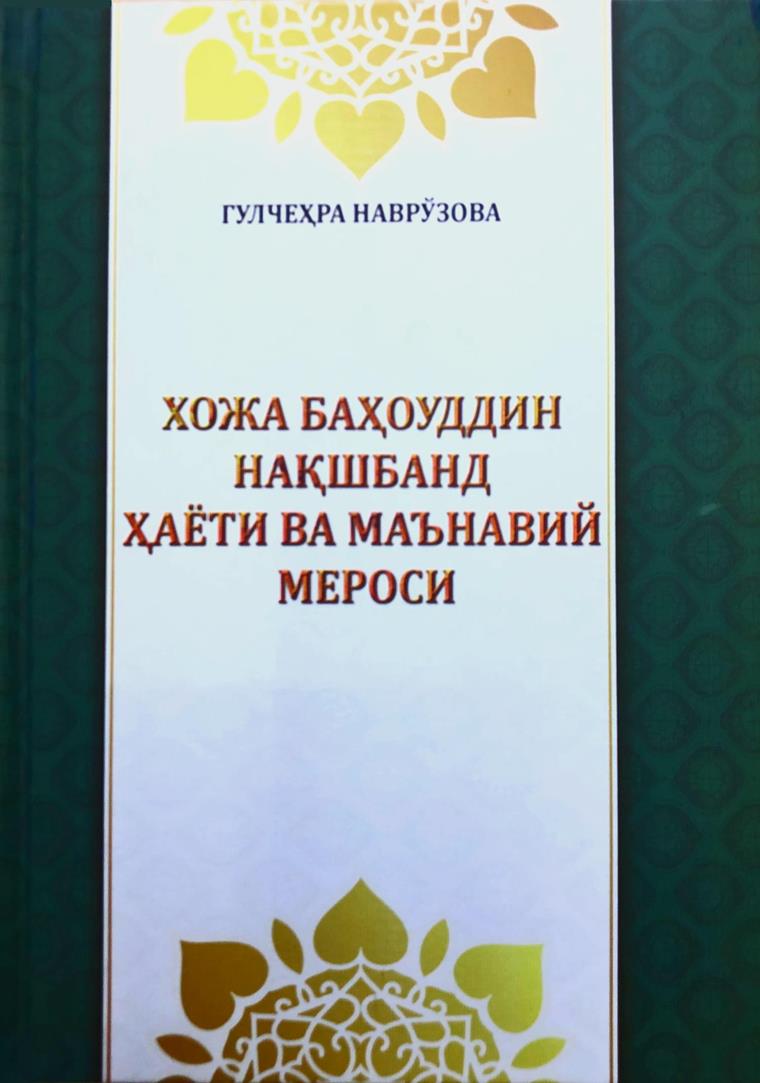 ГУЛЧЕҲРА НАВРЎЗОВА
ХОЖА БАҲОУДДИН
НАҚШБАНД
ҲАЁТИ ВА МАЪНАВИЙ
МЕРОСИ